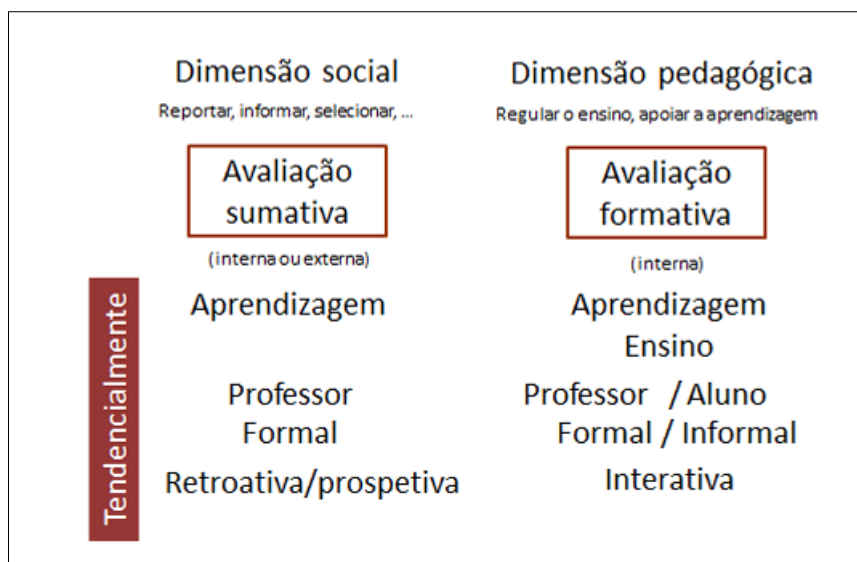 Dimensão social
Reportar, informar, selecionar, ...
Avaliação
sumativa
(interna ou externa)
Aprendizagem
Professor
Formal
Retroativa/prospetiva
Dimensão pedagógica
Regular o ensino, apoiar a aprendizagem
Avaliação
formativa
(interna)
Aprendizagem
Ensino
Professor / Aluno
Formal / Informal
Interativa
Tendencialmente